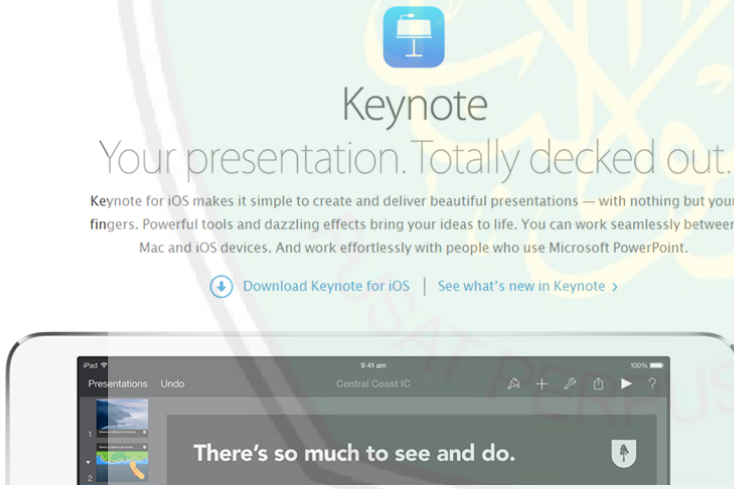 Keynote
Your presentation. Totally decked out.
Keynote for iOS makes it simple to create and deliver beautiful presentations — with nothing but your
fingers. Powerful tools and dazzling effects bring your ideas to life. You can work seamlessly between
Mac and iOS devices. And work effortlessly with people who use Microsoft PowerPoint.
Download Keynote for iOS | See what's new in Keynote >
iPad 9:41 am 100%
Presentations Undo Central Coast IC ?
1
There's so much to see and do.
2
PUSAT PERPUS